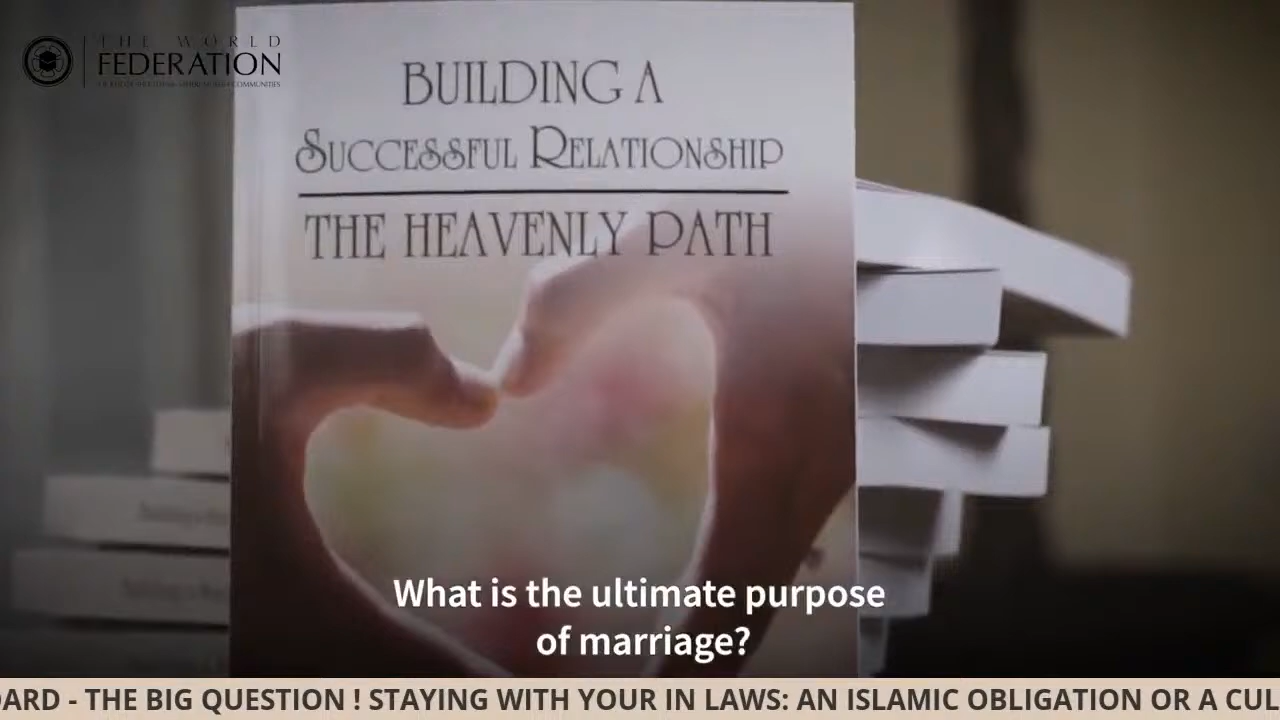 THE WORLD
FEDERATION
BUILDING A
SUCCESSFUL RELATIONSHIP
THE HEAVENLY PATH
What is the ultimate purpose
of marriage?
OARD - THE BIG QUESTION ! STAYING WITH YOUR IN LAWS: AN ISLAMIC OBLIGATION OR A CUL